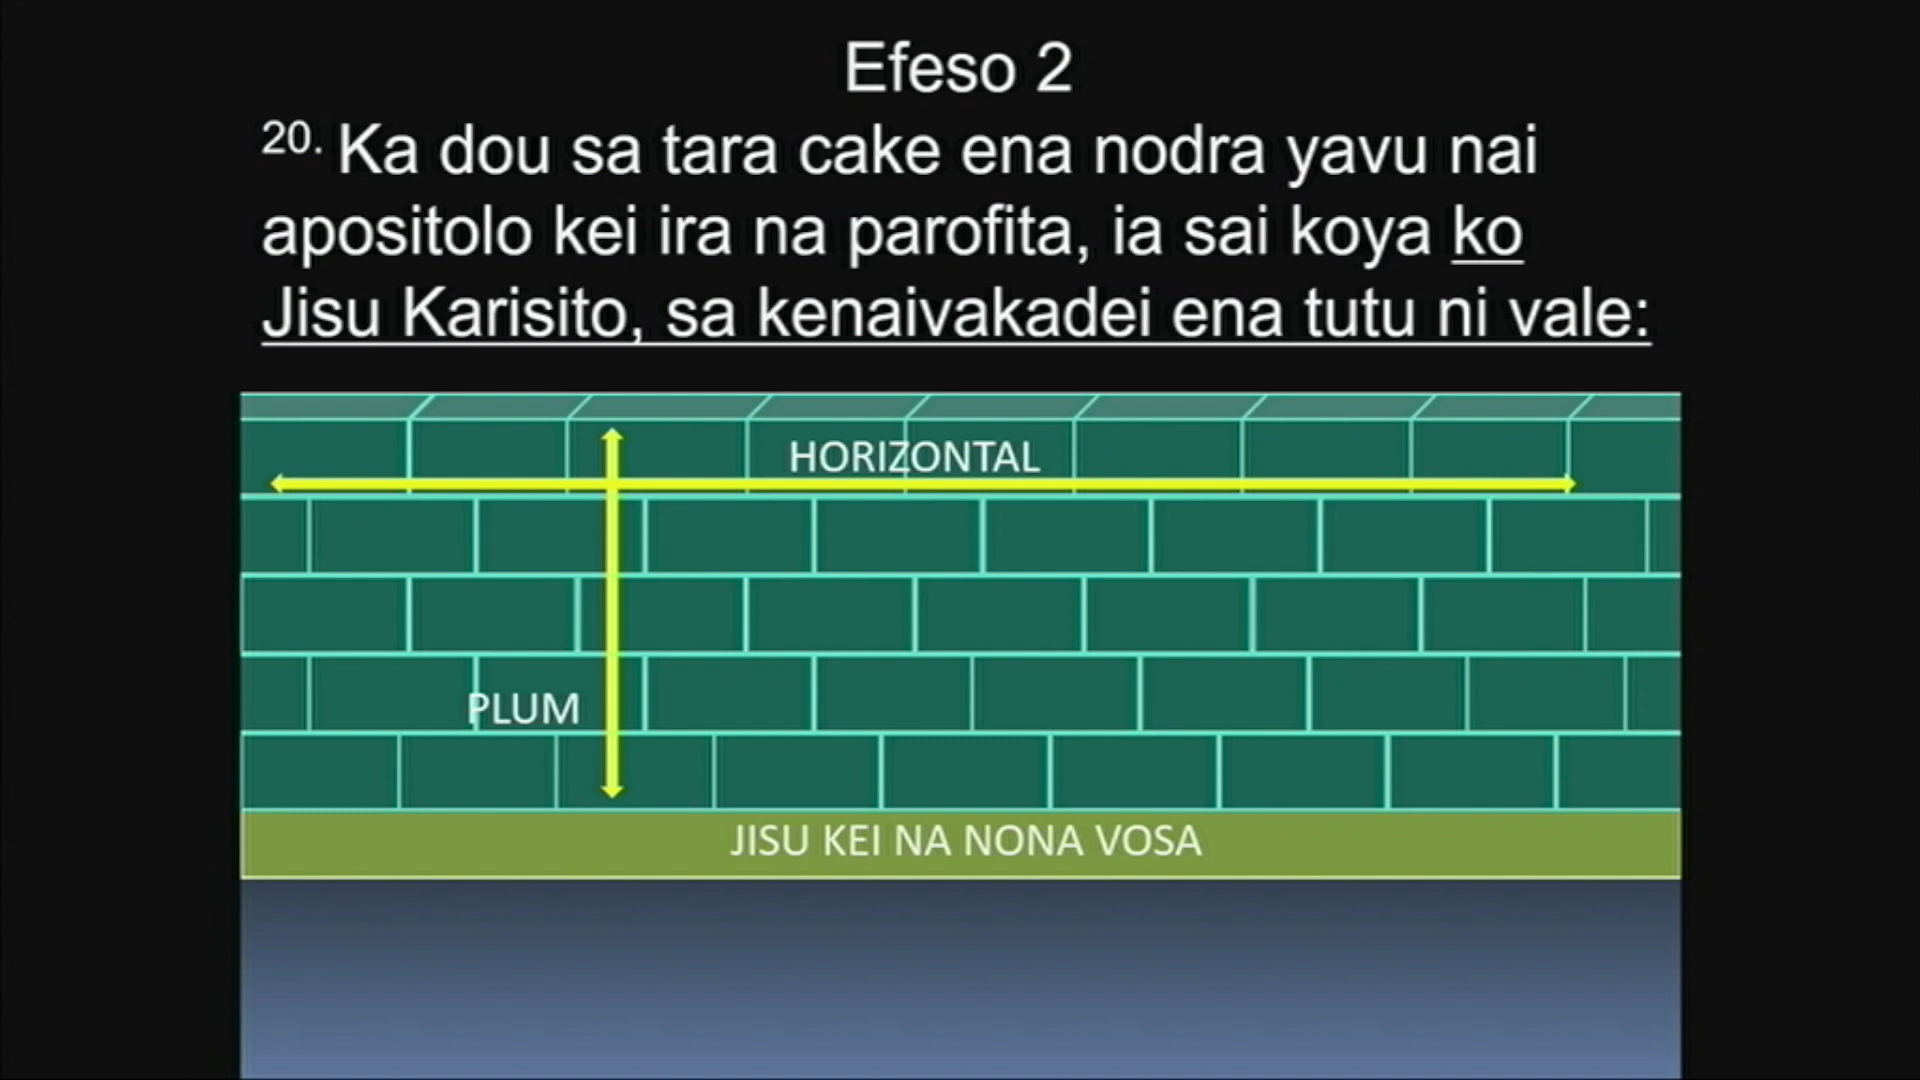 Efeso 2
20. Ka dou sa tara cake ena nodra yavu nai
apositolo kei ira na parofita, ia sai koya ko
Jisu Karisito, sa kenaivakadei ena tutu ni vale:
HORIZONTAL
PLUM
JISU KEI NA NONA VOSA